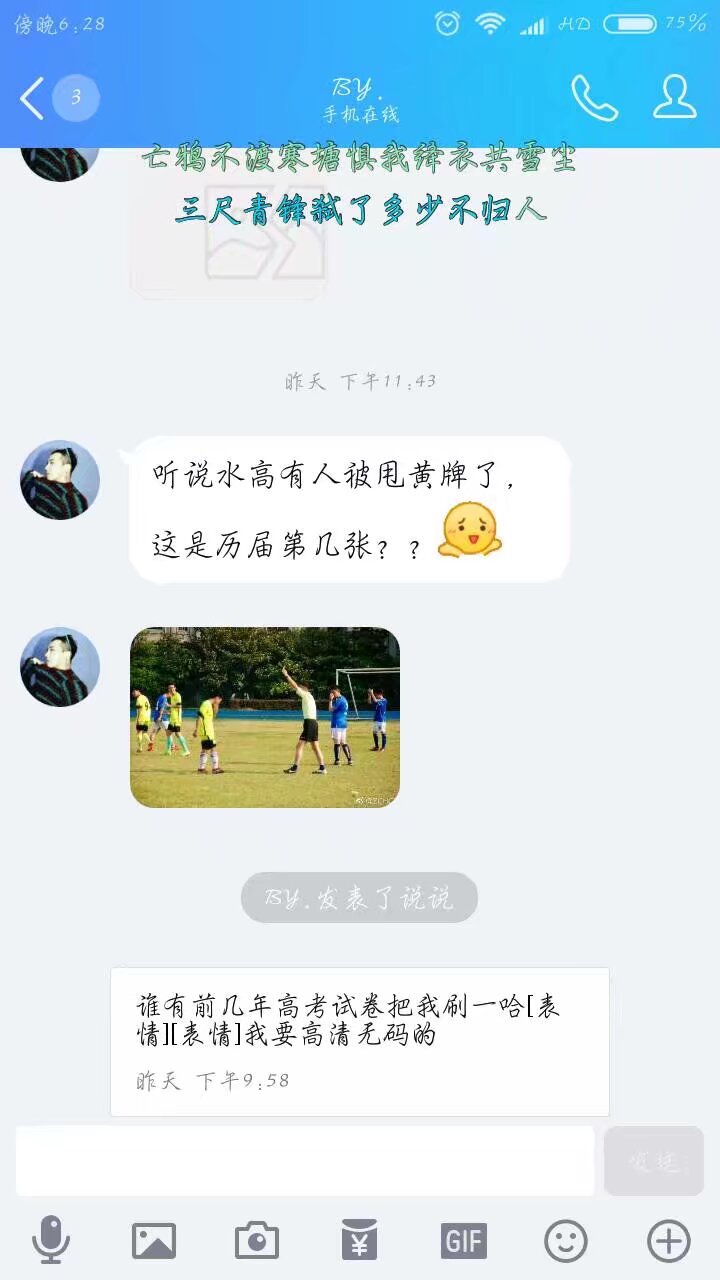 傍晚6:28
HD
75%
3
BY.
手机在线
亡鸦不渡寒塘惧我绛衣共雪尘
三尺青锋弑了多少不归人
昨天 下午11:43
听说水高有人被甩黄牌了，
这是历届第几张？？
BY.发表了说说
谁有前几年高考试卷把我刷一哈[表
情][表情]我要高清无码的
昨天 下午9:58
发送
GIF